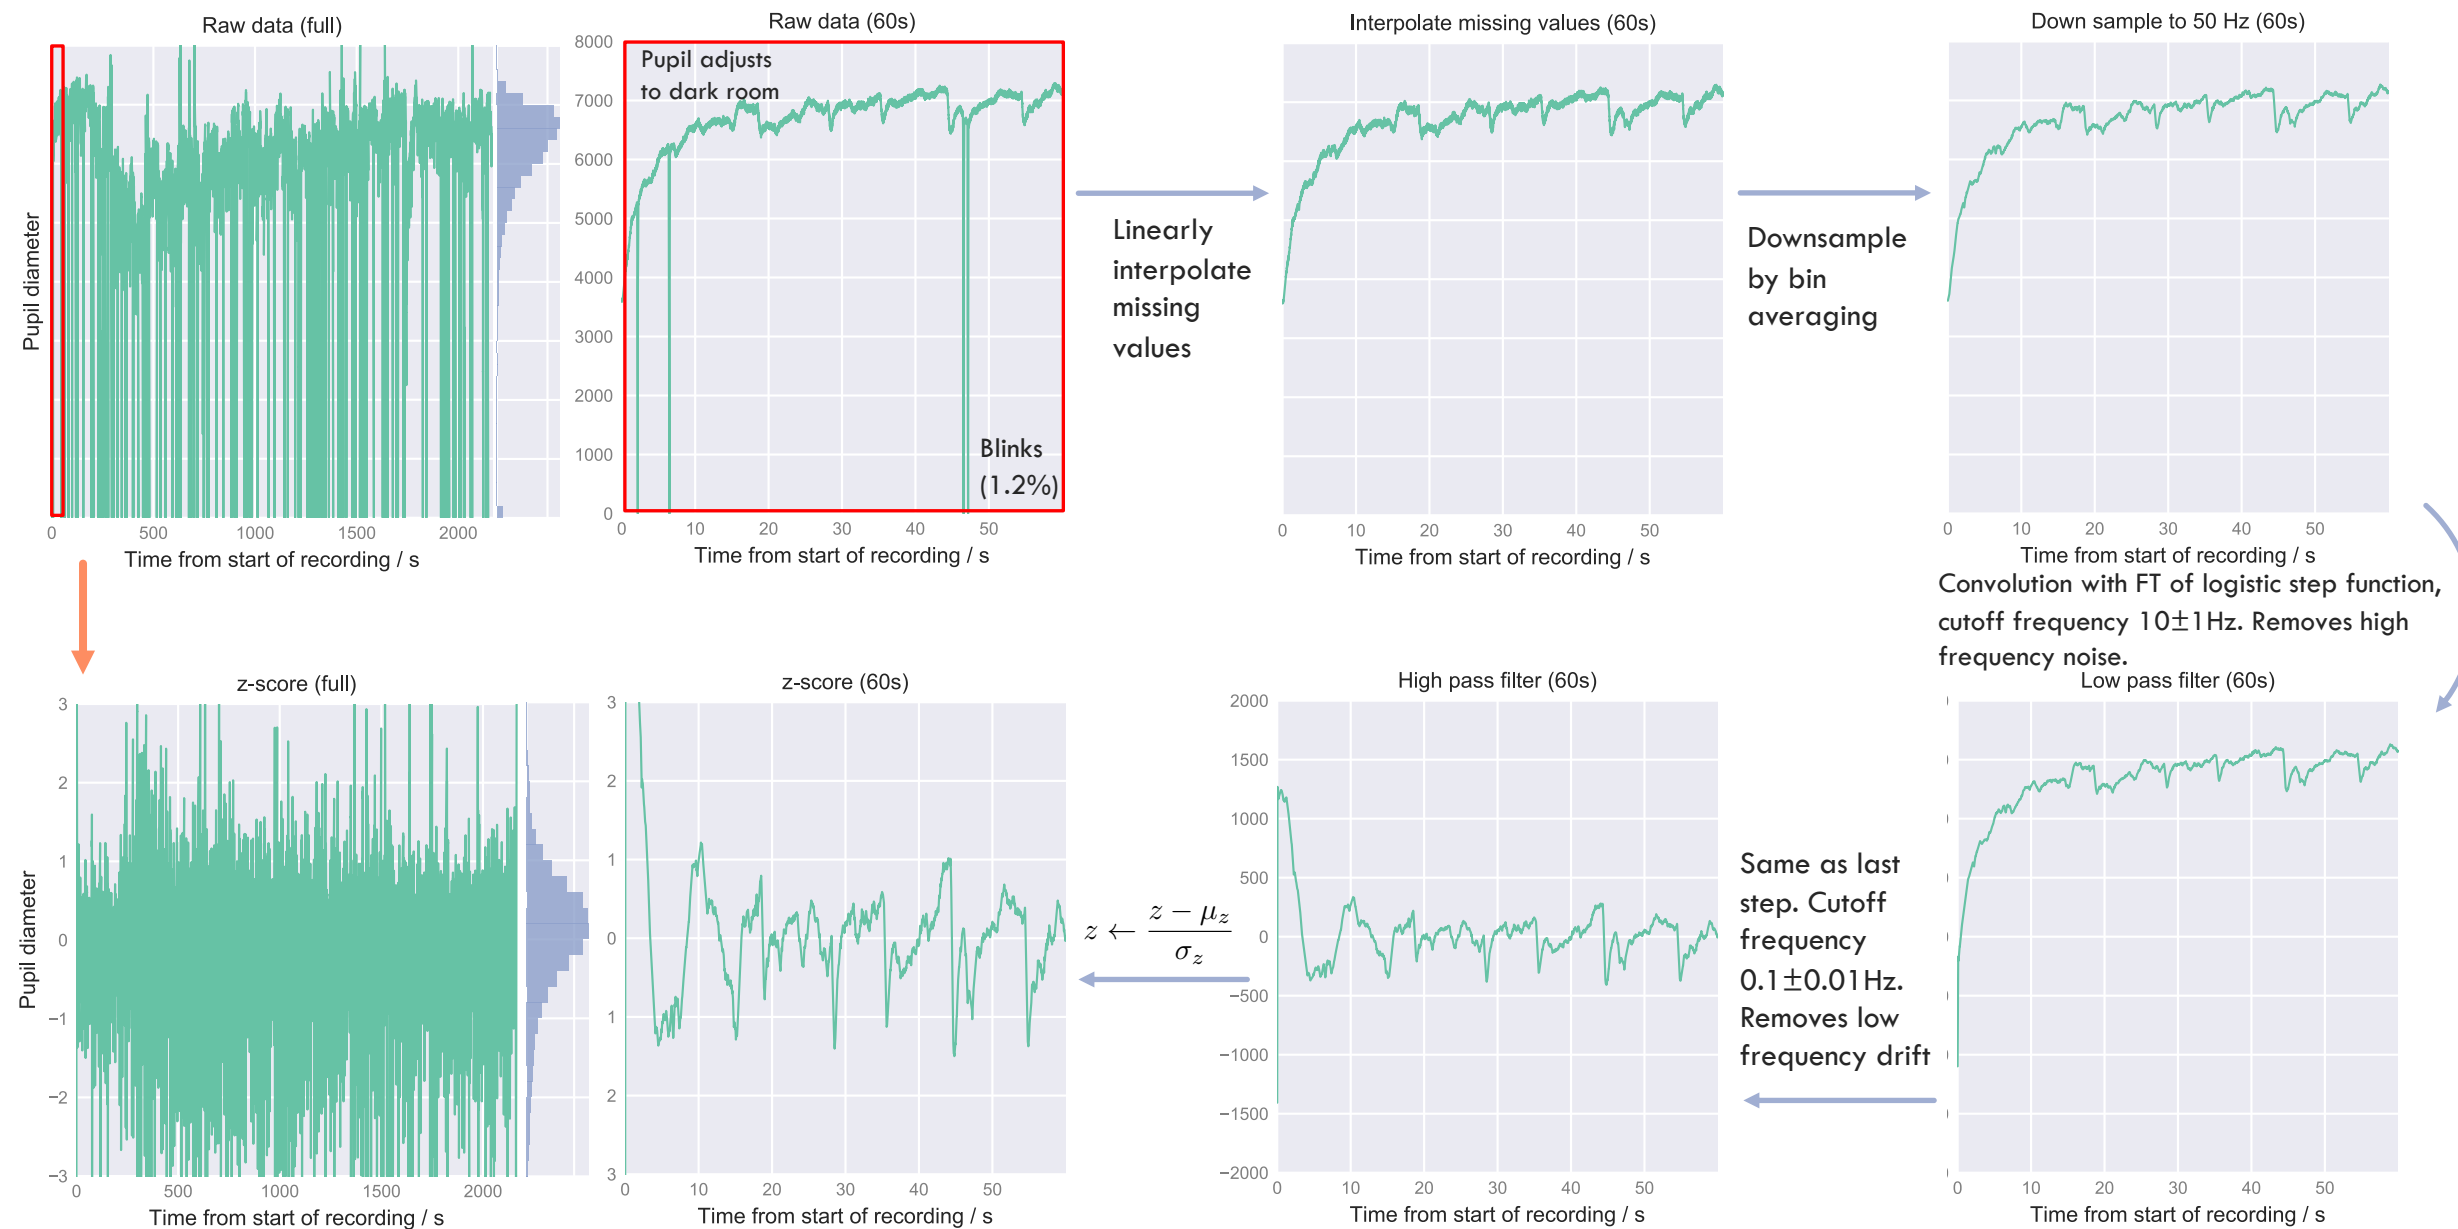 Raw data (full)
Pupil diameter
0
500
1000
1500
2000
Time from start of recording / s
Raw data (60s)
8000
7000
6000
5000
4000
3000
2000
1000
0
Pupil adjusts
to dark room
Blinks
(1.2%)
0
10
20
30
40
50
Time from start of recording / s
Linearly
interpolate
missing
values
Interpolate missing values (60s)
0
10
20
30
40
50
Time from start of recording / s
Downsample
by bin
averaging
Down sample to 50 Hz (60s)
0
10
20
30
40
50
Time from start of recording / s
Convolution with FT of logistic step function,
cutoff frequency 10±1Hz. Removes high
frequency noise.
z-score (full)
Pupil diameter
3
2
1
0
−1
−2
−3
0
500
1000
1500
2000
Time from start of recording / s
z-score (60s)
3
2
1
0
1
2
3
0
10
20
30
40
50
Time from start of recording / s
z ← (z − μ_z) / σ_z
High pass filter (60s)
2000
1500
1000
500
0
−500
−1000
−1500
−2000
0
10
20
30
40
50
Time from start of recording / s
Same as last
step. Cutoff
frequency
0.1±0.01Hz.
Removes low
frequency drift
Low pass filter (60s)
0
10
20
30
40
50
Time from start of recording / s